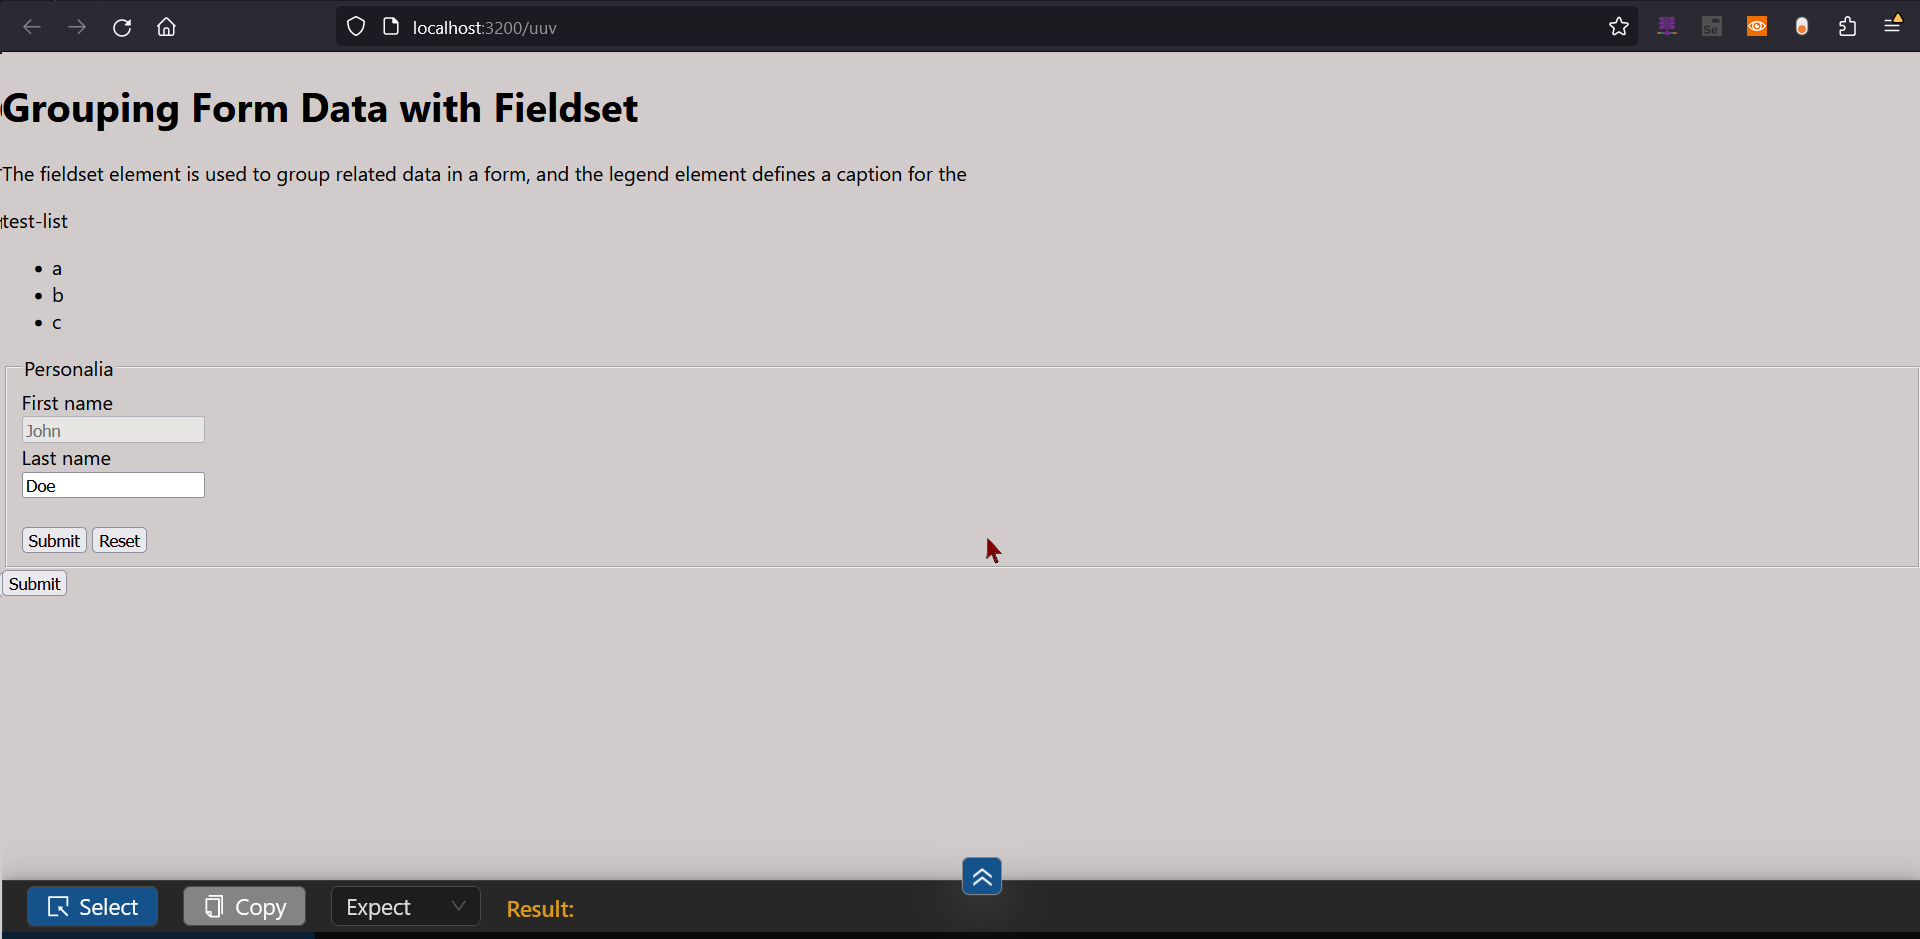 localhost:3200/uuv
Se
Grouping Form Data with Fieldset
The fieldset element is used to group related data in a form, and the legend element defines a caption for the
test-list
• a
• b
• c
Personalia
First name
John
Last name
Doe
Submit Reset
Submit
Select Copy Expect Result: